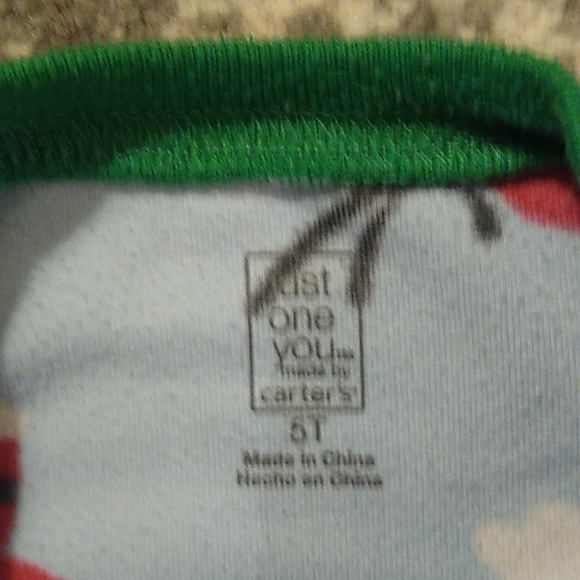 just
one
you...
made by
carter's®
5T
Made in China
Hecho en China